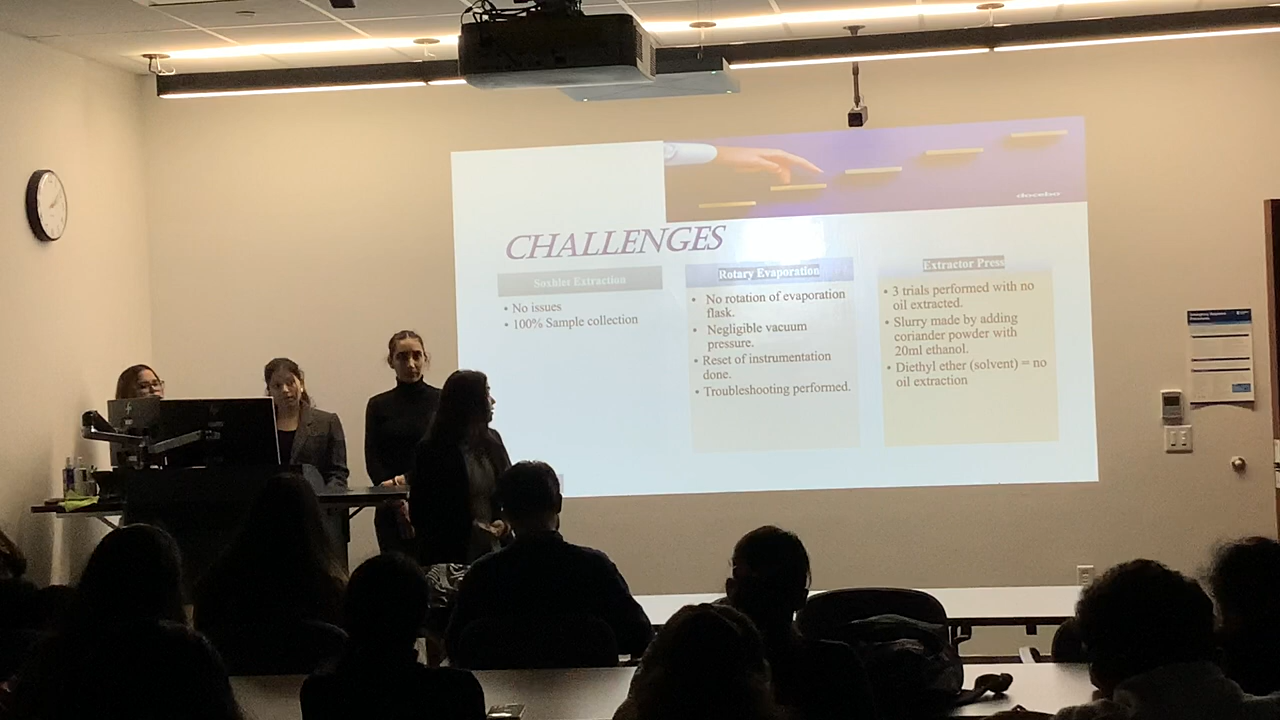 docebo
CHALLENGES
Soxhlet Extraction
• No issues
• 100% Sample collection
Rotary Evaporation
• No rotation of evaporation
flask.
• Negligible vacuum
pressure.
• Reset of instrumentation
done.
• Troubleshooting performed.
Extractor Press
• 3 trials performed with no
oil extracted.
• Slurry made by adding
coriander powder with
20ml ethanol.
• Diethyl ether (solvent) = no
oil extraction